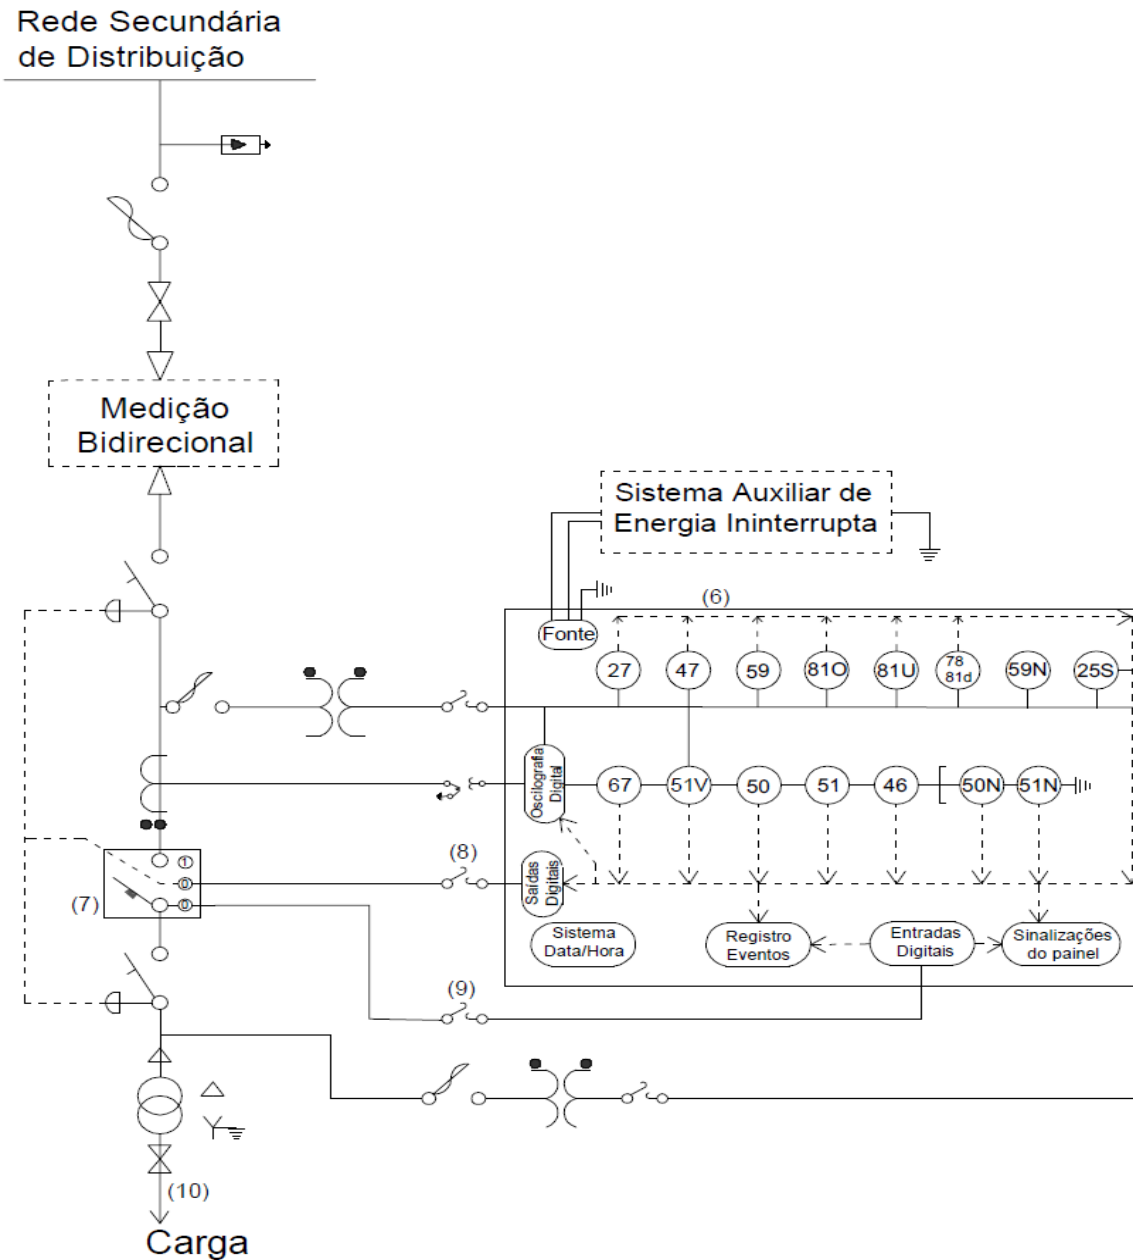 Rede Secundária
de Distribuição
Medição
Bidirecional
Sistema Auxiliar de
Energia Ininterrupta
(6)
Fonte
27
47
59
81O
81U
78
81d
59N
25S
Oscilografia
Digital
67
51V
50
51
46
50N
51N
(8)
Saídas
Digitais
(7)
1
0
0
Sistema
Data/Hora
Registro
Eventos
Entradas
Digitais
Sinalizações
do painel
(9)
(10)
Carga